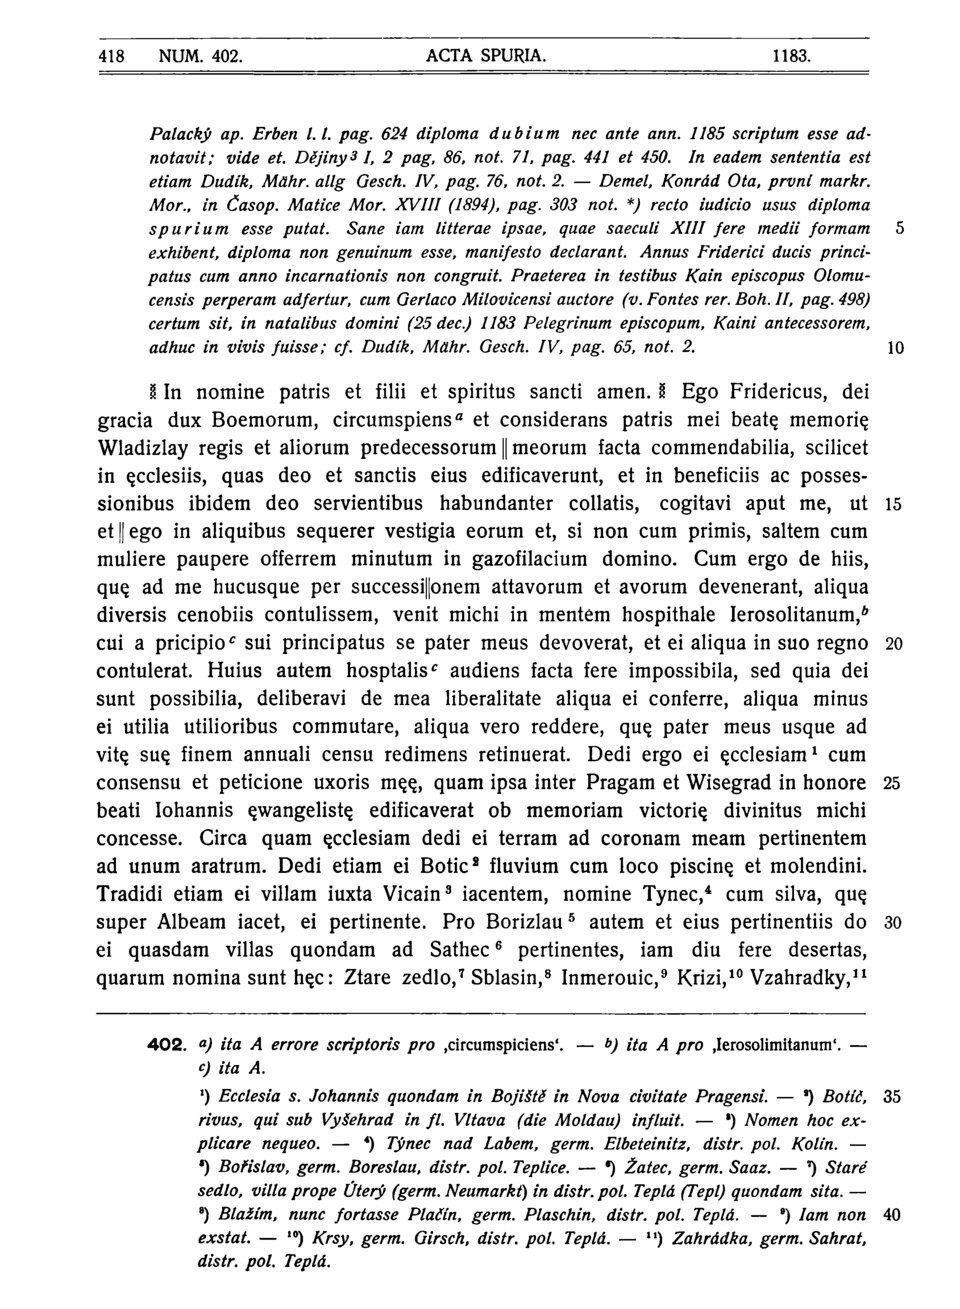 418 NUM. 402. ACTA SPURIA. 1183.
Palacký ap. Erben l. l. pag. 624 diploma dubium nec ante ann. 1185 scriptum esse ad-
notavit; vide et. Dějiny³ I, 2 pag, 86, not. 71, pag. 441 et 450. In eadem sententia est
etiam Dudík, Mähr. allg Gesch. IV, pag. 76, not. 2. — Demel, Konrád Ota, první markr.
Mor., in Časop. Matice Mor. XVIII (1894), pag. 303 not. *) recto iudicio usus diploma
spurium esse putat. Sane iam litterae ipsae, quae saeculi XIII fere medii formam 5
exhibent, diploma non genuinum esse, manifesto declarant. Annus Friderici ducis princi-
patus cum anno incarnationis non congruit. Praeterea in testibus Kain episcopus Olomu-
censis perperam adfertur, cum Gerlaco Milovicensi auctore (v. Fontes rer. Boh. II, pag. 498)
certum sit, in natalibus domini (25 dec.) 1183 Pelegrinum episcopum, Kaini antecessorem,
adhuc in vivis fuisse; cf. Dudík, Mähr. Gesch. IV, pag. 65, not. 2. 10
⁑ In nomine patris et filii et spiritus sancti amen. ⁑ Ego Fridericus, dei
gracia dux Boemorum, circumspiensᵃ et considerans patris mei beatę memorię
Wladizlay regis et aliorum predecessorum || meorum facta commendabilia, scilicet
in ęcclesiis, quas deo et sanctis eius edificaverunt, et in beneficiis ac posses-
sionibus ibidem deo servientibus habundanter collatis, cogitavi aput me, ut 15
et || ego in aliquibus sequerer vestigia eorum et, si non cum primis, saltem cum
muliere paupere offerrem minutum in gazofilacium domino. Cum ergo de hiis,
quę ad me hucusque per successi||onem attavorum et avorum devenerant, aliqua
diversis cenobiis contulissem, venit michi in mentem hospithale Ierosolitanum,ᵇ
cui a pricipioᶜ sui principatus se pater meus devoverat, et ei aliqua in suo regno 20
contulerat. Huius autem hosptalisᶜ audiens facta fere impossibila, sed quia dei
sunt possibilia, deliberavi de mea liberalitate aliqua ei conferre, aliqua minus
ei utilia utilioribus commutare, aliqua vero reddere, quę pater meus usque ad
vitę suę finem annuali censu redimens retinuerat. Dedi ergo ei ęcclesiam¹ cum
consensu et peticione uxoris męę, quam ipsa inter Pragam et Wisegrad in honore 25
beati Iohannis ęwangelistę edificaverat ob memoriam victorię divinitus michi
concesse. Circa quam ęcclesiam dedi ei terram ad coronam meam pertinentem
ad unum aratrum. Dedi etiam ei Botic² fluvium cum loco piscinę et molendini.
Tradidi etiam ei villam iuxta Vicain³ iacentem, nomine Tynec,⁴ cum silva, quę
super Albeam iacet, ei pertinente. Pro Borizlau⁵ autem et eius pertinentiis do 30
ei quasdam villas quondam ad Sathec⁶ pertinentes, iam diu fere desertas,
quarum nomina sunt hęc: Ztare zedlo,⁷ Sblasin,⁸ Inmerouic,⁹ Krizi,¹⁰ Vzahradky,¹¹
402. a) ita A errore scriptoris pro ‚circumspiciens‘. — b) ita A pro ‚Ierosolimitanum‘. —
c) ita A.
¹) Ecclesia s. Johannis quondam in Bojiště in Nova civitate Pragensi. — ²) Botič, 35
rivus, qui sub Vyšehrad in fl. Vltava (die Moldau) influit. — ³) Nomen hoc ex-
plicare nequeo. — ⁴) Týnec nad Labem, germ. Elbeteinitz, distr. pol. Kolín. —
⁵) Bořislav, germ. Boreslau, distr. pol. Teplice. — ⁶) Žatec, germ. Saaz. — ⁷) Staré
sedlo, villa prope Úterý (germ. Neumarkt) in distr. pol. Teplá (Tepl) quondam sita. —
⁸) Blažím, nunc fortasse Plačín, germ. Plaschin, distr. pol. Teplá. — ⁹) Iam non 40
exstat. — ¹⁰) Krsy, germ. Girsch, distr. pol. Teplá. — ¹¹) Zahrádka, germ. Sahrat,
distr. pol. Teplá.